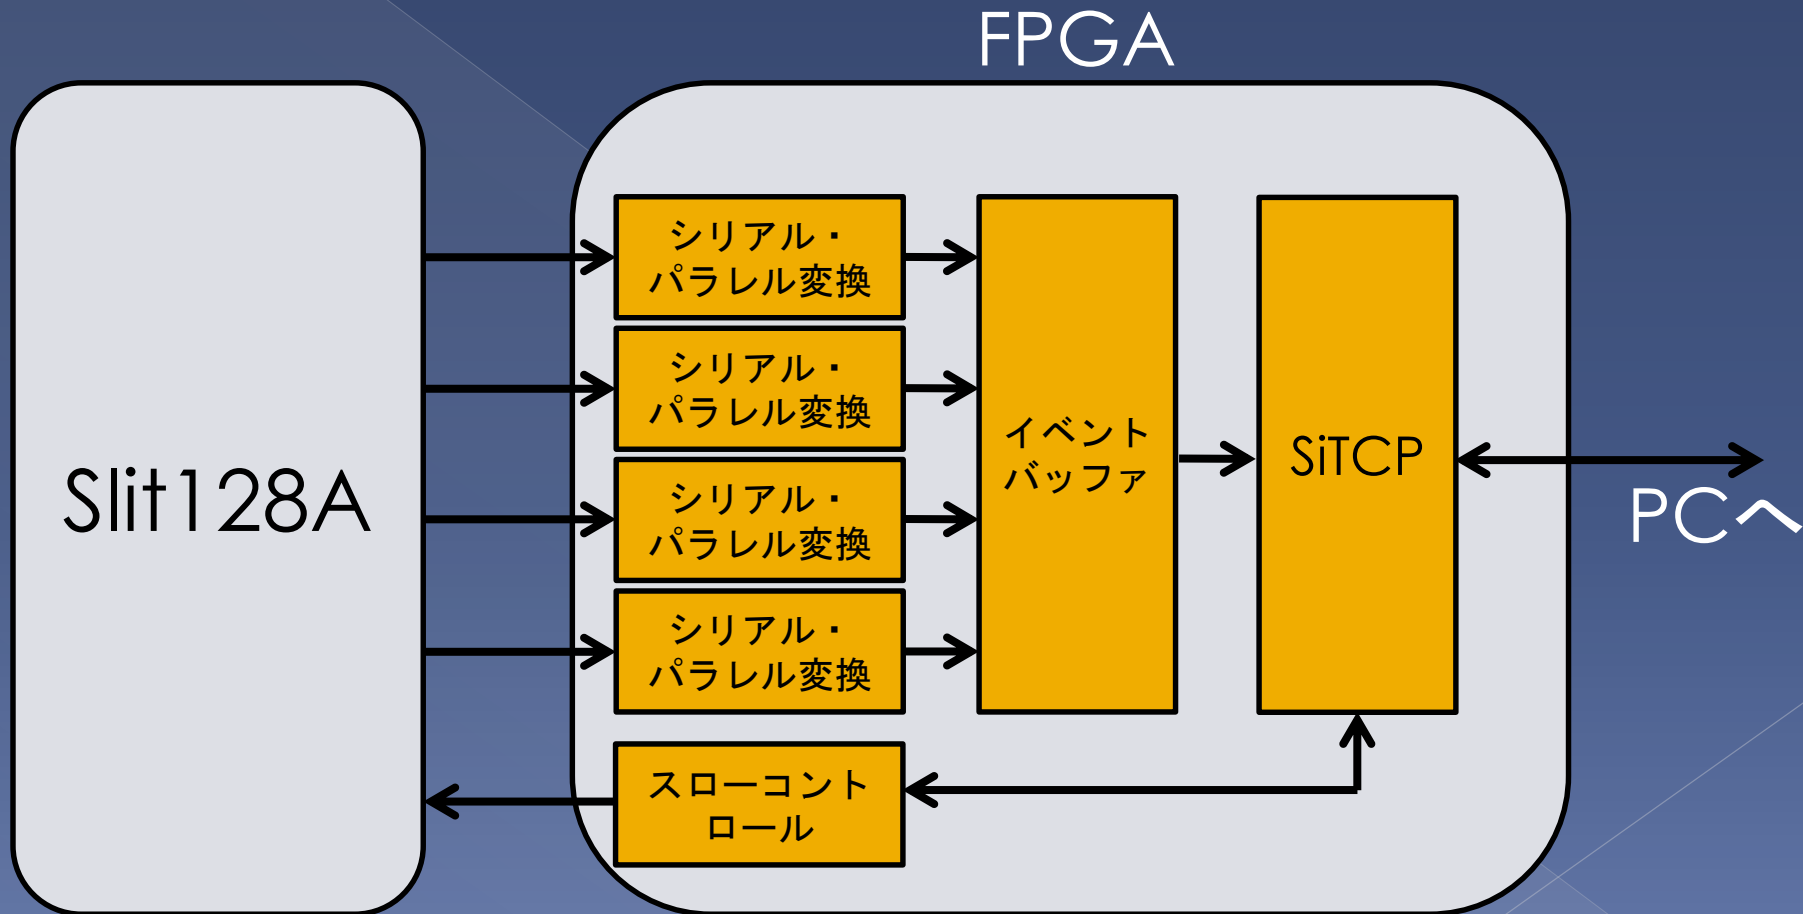 FPGA
Slit128A
シリアル・
パラレル変換
シリアル・
パラレル変換
シリアル・
パラレル変換
シリアル・
パラレル変換
スローコント
ロール
イベント
バッファ
SiTCP
PCへ